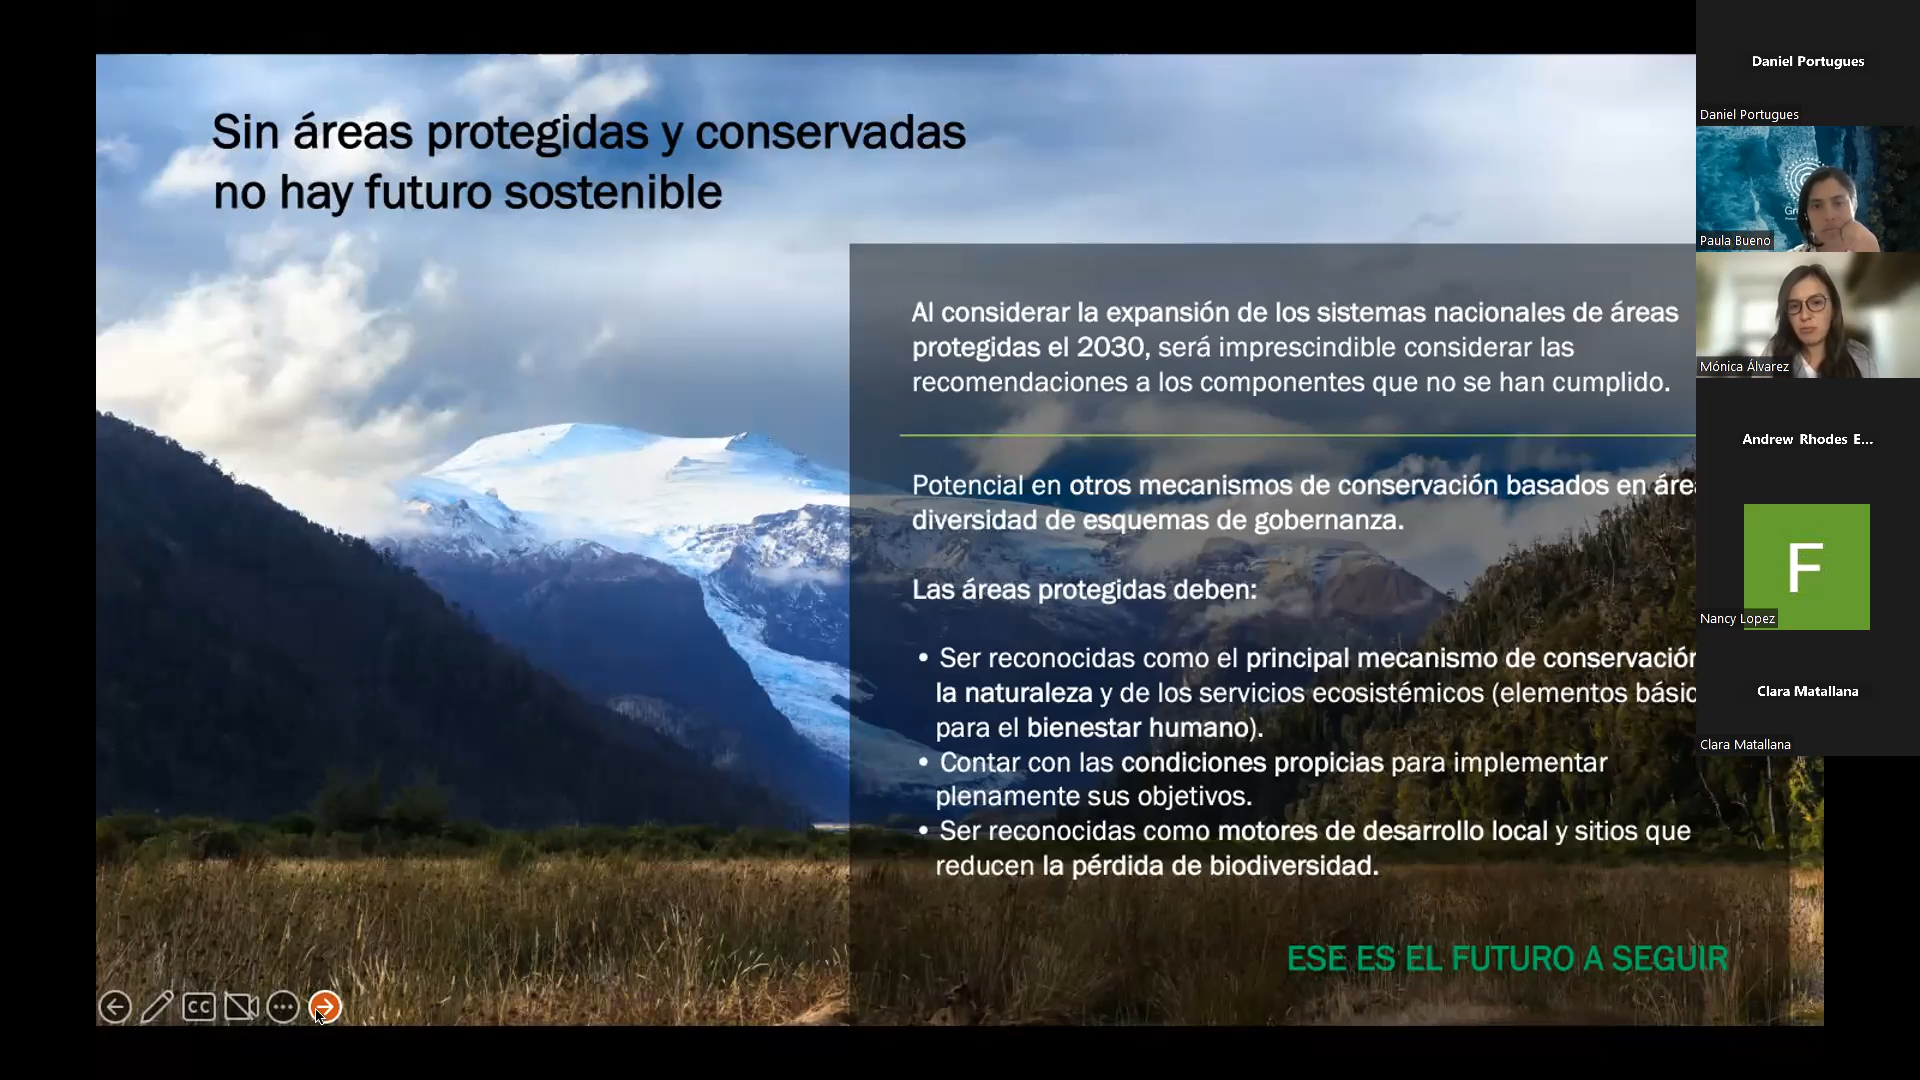 Sin áreas protegidas y conservadas
no hay futuro sostenible
Al considerar la expansión de los sistemas nacionales de áreas
protegidas el 2030, será imprescindible considerar las
recomendaciones a los componentes que no se han cumplido.
Potencial en otros mecanismos de conservación basados en
diversidad de esquemas de gobernanza.
Las áreas protegidas deben:
• Ser reconocidas como el principal mecanismo de conservación
la naturaleza y de los servicios ecosistémicos (elementos
para el bienestar humano).
• Contar con las condiciones propicias para implementar
plenamente sus objetivos.
• Ser reconocidas como motores de desarrollo local y sitios que
reducen la pérdida de biodiversidad.
ESE ES EL FUTURO A SEGUIR
CC
Daniel Portugues
Daniel Portugues
Paula Bueno
Mónica Álvarez
Andrew Rhodes E...
F
Nancy Lopez
Clara Matallana
Clara Matallana